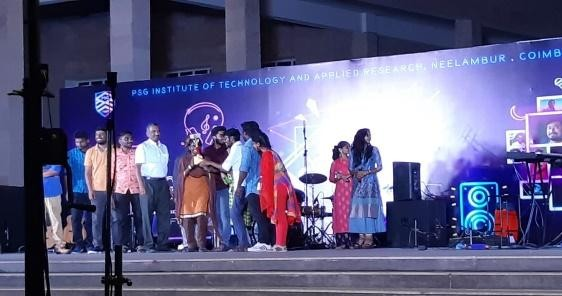 PSG INSTITUTE OF TECHNOLOGY AND APPLIED RESEARCH, NEELAMBUR . COIMB